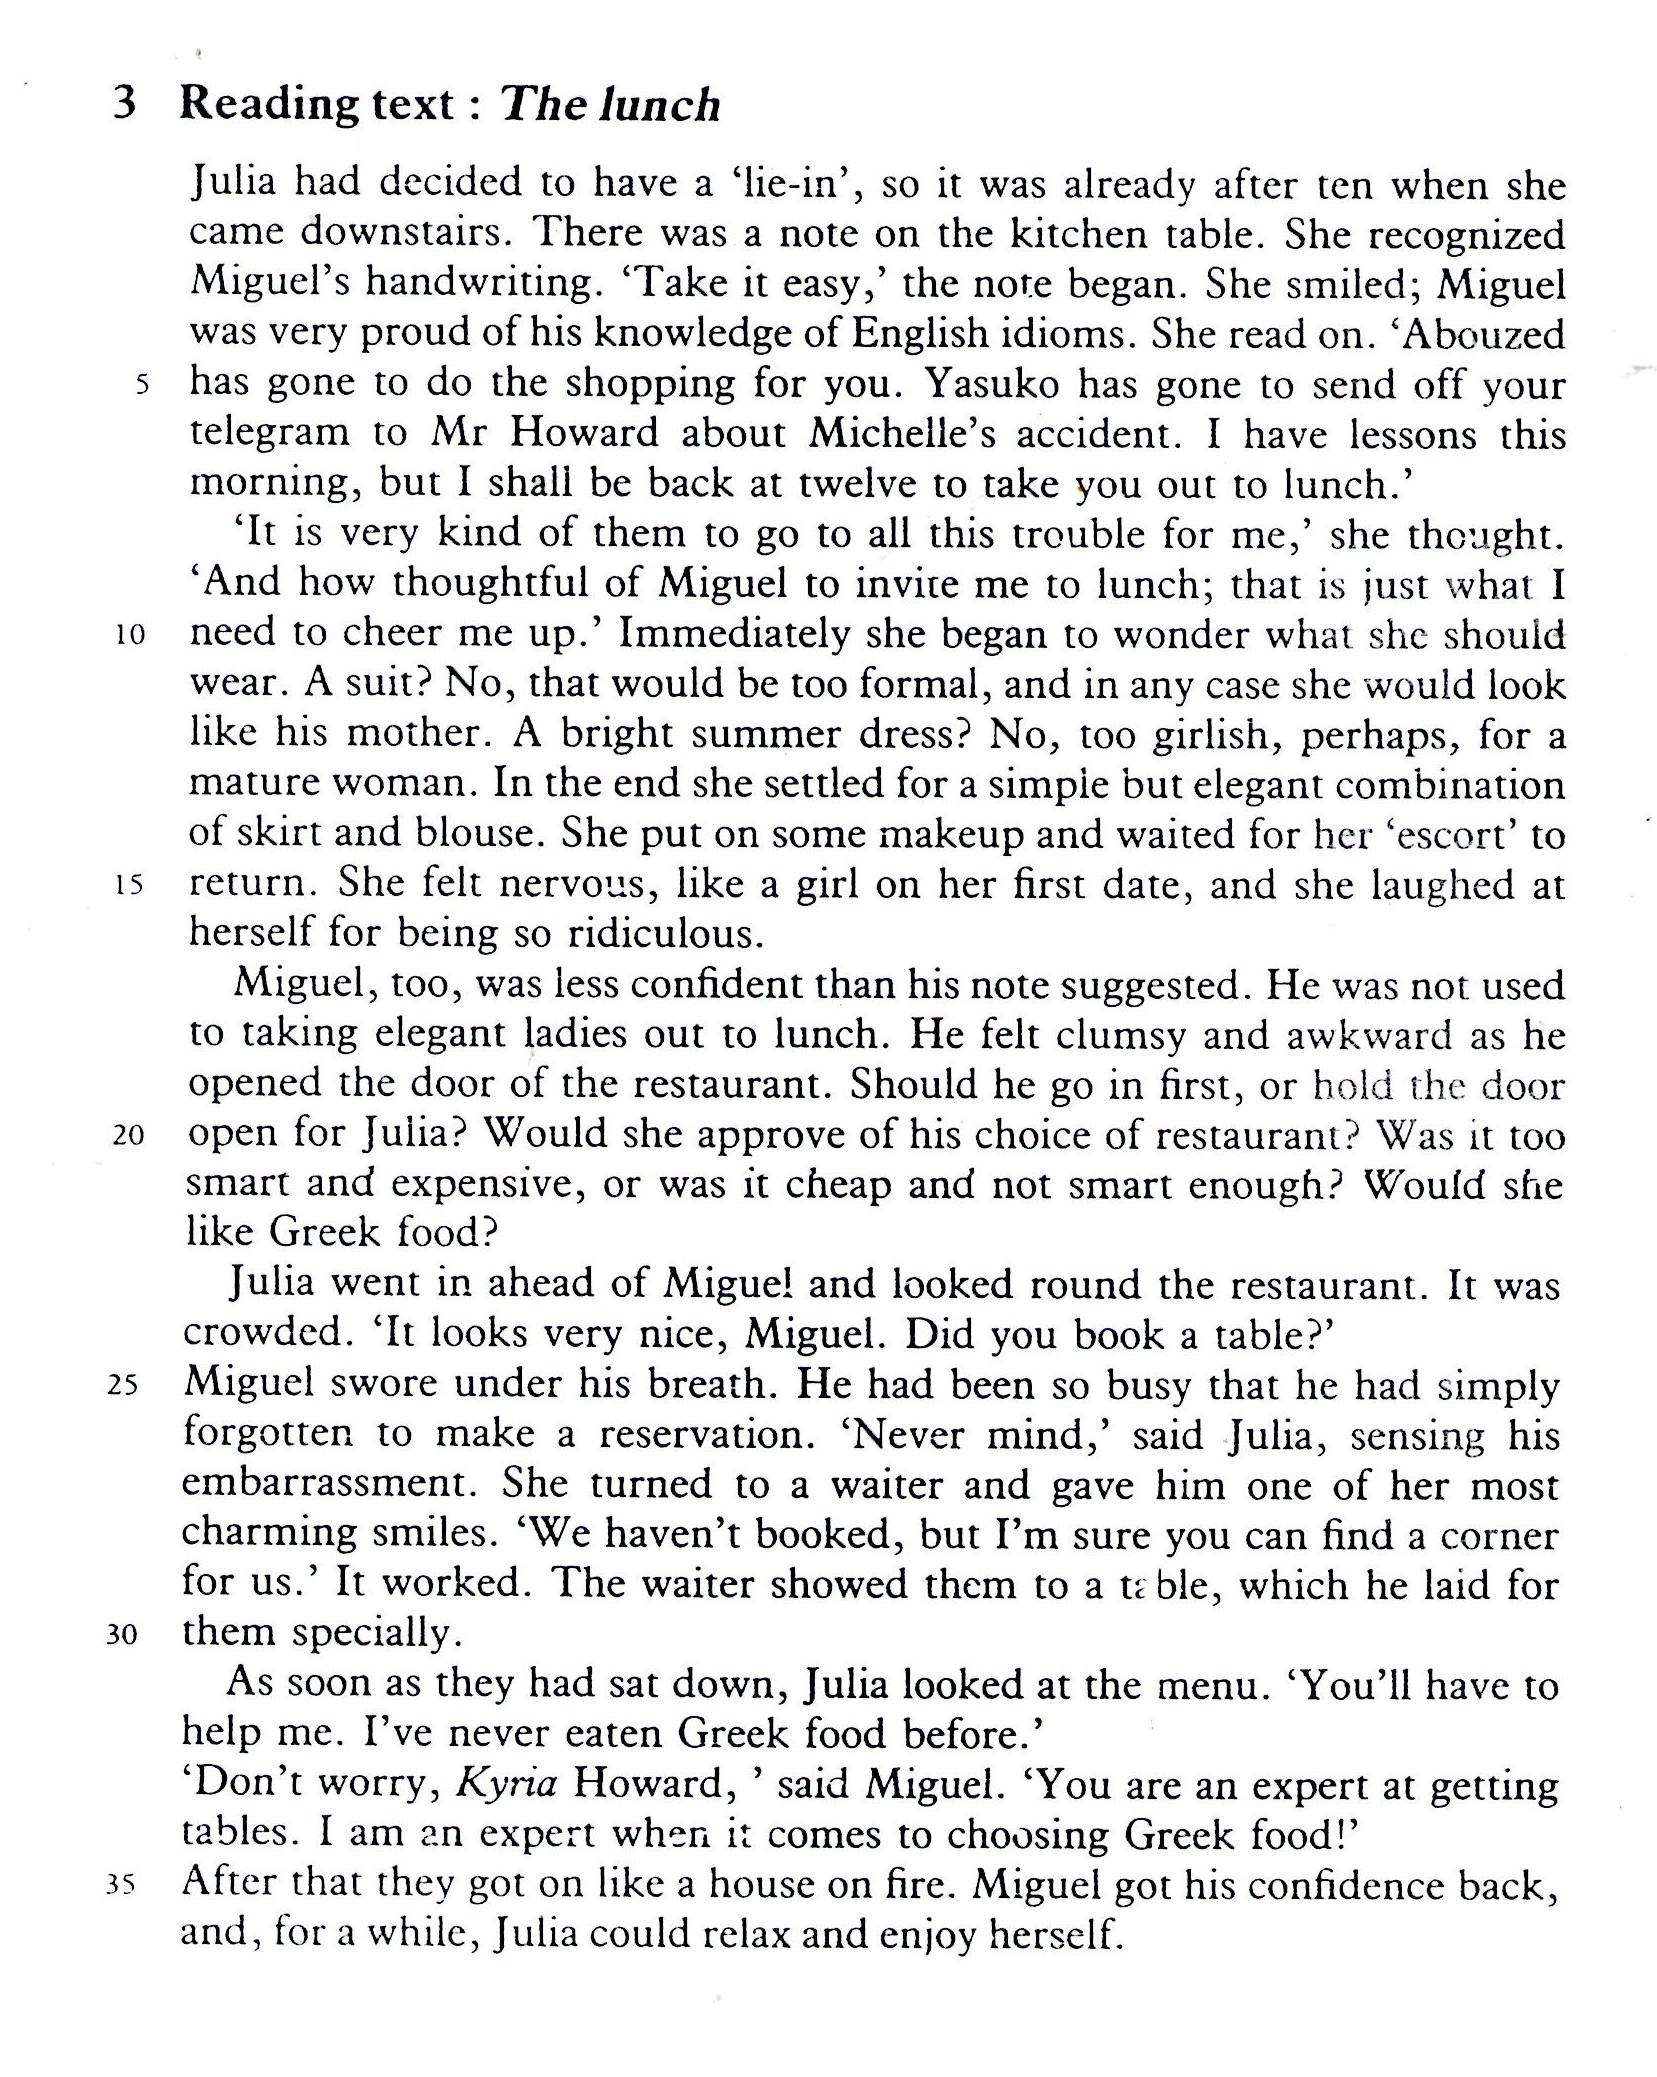 3 Reading text : The lunch
Julia had decided to have a ‘lie-in’, so it was already after ten when she
came downstairs. There was a note on the kitchen table. She recognized
Miguel’s handwriting. ‘Take it easy,’ the note began. She smiled; Miguel
was very proud of his knowledge of English idioms. She read on. ‘Abouzed
5 has gone to do the shopping for you. Yasuko has gone to send off your
telegram to Mr Howard about Michelle’s accident. I have lessons this
morning, but I shall be back at twelve to take you out to lunch.’
‘It is very kind of them to go to all this trouble for me,’ she thought.
‘And how thoughtful of Miguel to invite me to lunch; that is just what I
10 need to cheer me up.’ Immediately she began to wonder what she should
wear. A suit? No, that would be too formal, and in any case she would look
like his mother. A bright summer dress? No, too girlish, perhaps, for a
mature woman. In the end she settled for a simple but elegant combination
of skirt and blouse. She put on some makeup and waited for her ‘escort’ to
15 return. She felt nervous, like a girl on her first date, and she laughed at
herself for being so ridiculous.
Miguel, too, was less confident than his note suggested. He was not used
to taking elegant ladies out to lunch. He felt clumsy and awkward as he
opened the door of the restaurant. Should he go in first, or hold the door
20 open for Julia? Would she approve of his choice of restaurant? Was it too
smart and expensive, or was it cheap and not smart enough? Would she
like Greek food?
Julia went in ahead of Miguel and looked round the restaurant. It was
crowded. ‘It looks very nice, Miguel. Did you book a table?’
25 Miguel swore under his breath. He had been so busy that he had simply
forgotten to make a reservation. ‘Never mind,’ said Julia, sensing his
embarrassment. She turned to a waiter and gave him one of her most
charming smiles. ‘We haven’t booked, but I’m sure you can find a corner
for us.’ It worked. The waiter showed them to a table, which he laid for
30 them specially.
As soon as they had sat down, Julia looked at the menu. ‘You’ll have to
help me. I’ve never eaten Greek food before.’
‘Don’t worry, Kyria Howard, ’ said Miguel. ‘You are an expert at getting
tables. I am an expert when it comes to choosing Greek food!’
35 After that they got on like a house on fire. Miguel got his confidence back,
and, for a while, Julia could relax and enjoy herself.